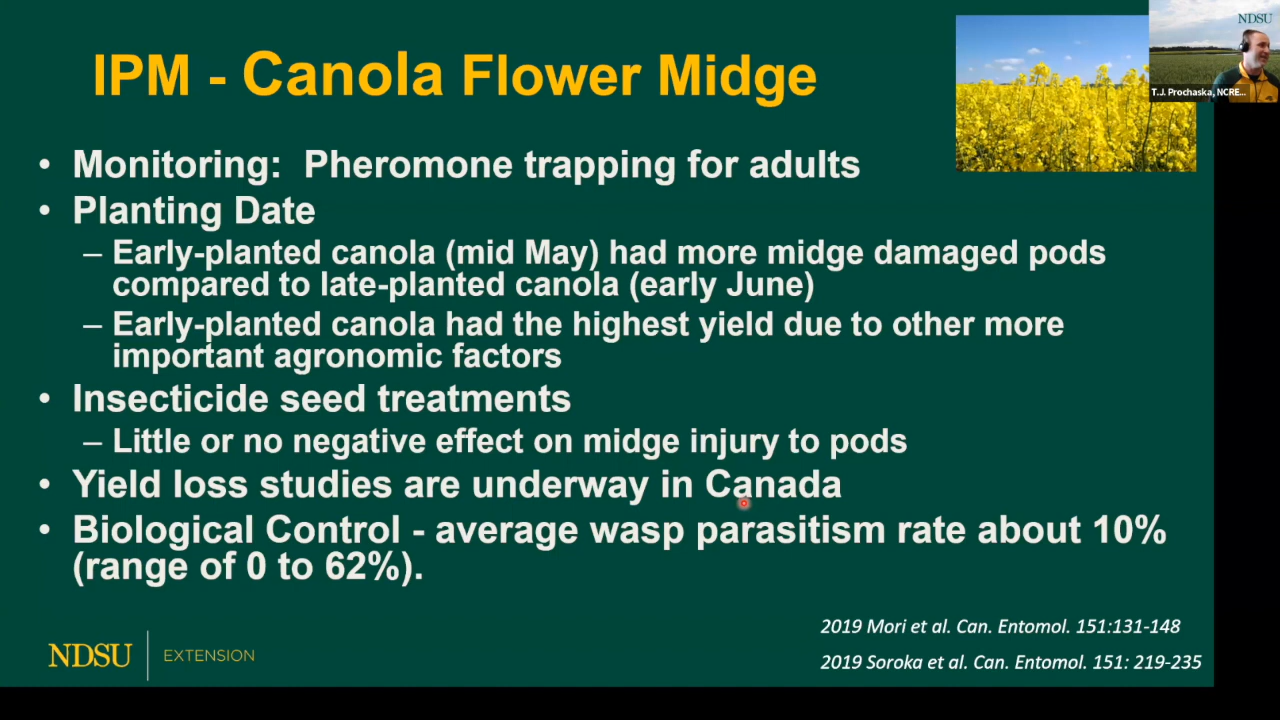 IPM - Canola Flower Midge
NDSU
T.J. Prochaska, NCRE...
• Monitoring:  Pheromone trapping for adults
• Planting Date
– Early-planted canola (mid May) had more midge damaged pods
compared to late-planted canola (early June)
– Early-planted canola had the highest yield due to other more
important agronomic factors
• Insecticide seed treatments
– Little or no negative effect on midge injury to pods
• Yield loss studies are underway in Canada
• Biological Control - average wasp parasitism rate about 10%
(range of 0 to 62%).
2019 Mori et al. Can. Entomol. 151:131-148
2019 Soroka et al. Can. Entomol. 151: 219-235
NDSU EXTENSION